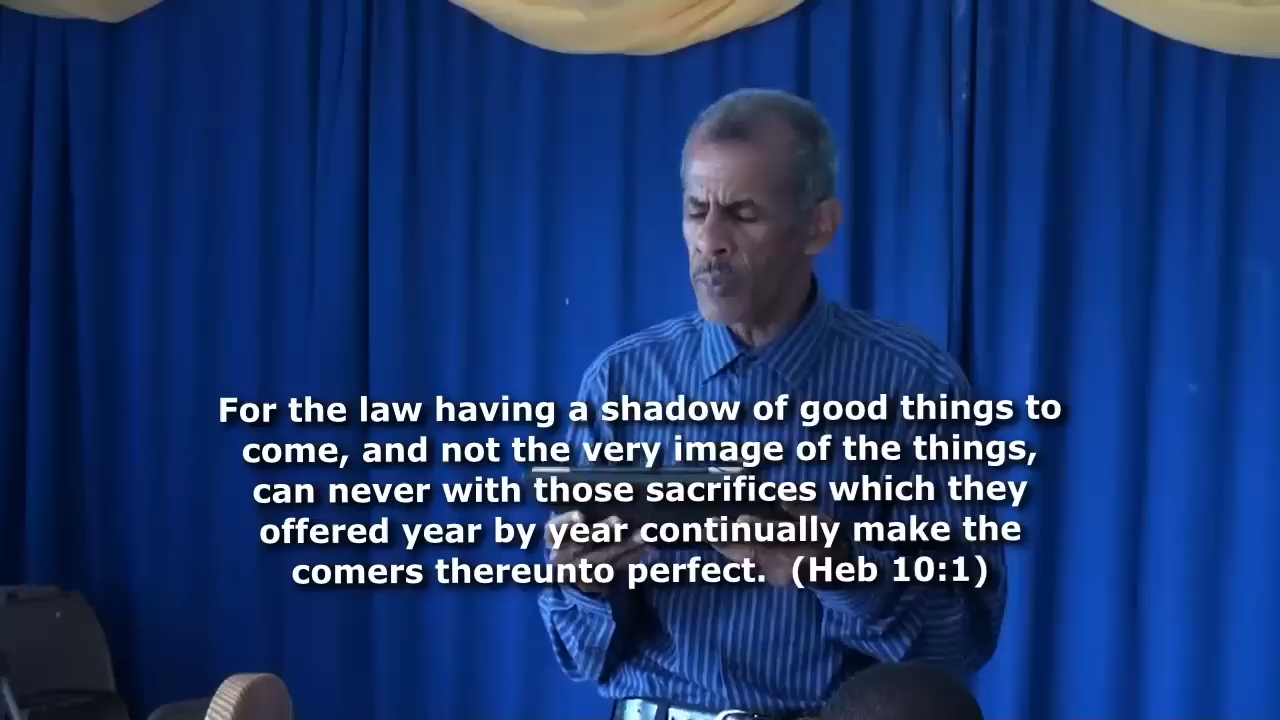 For the law having a shadow of good things to
come, and not the very image of the things,
can never with those sacrifices which they
offered year by year continually make the
comers thereunto perfect.  (Heb 10:1)